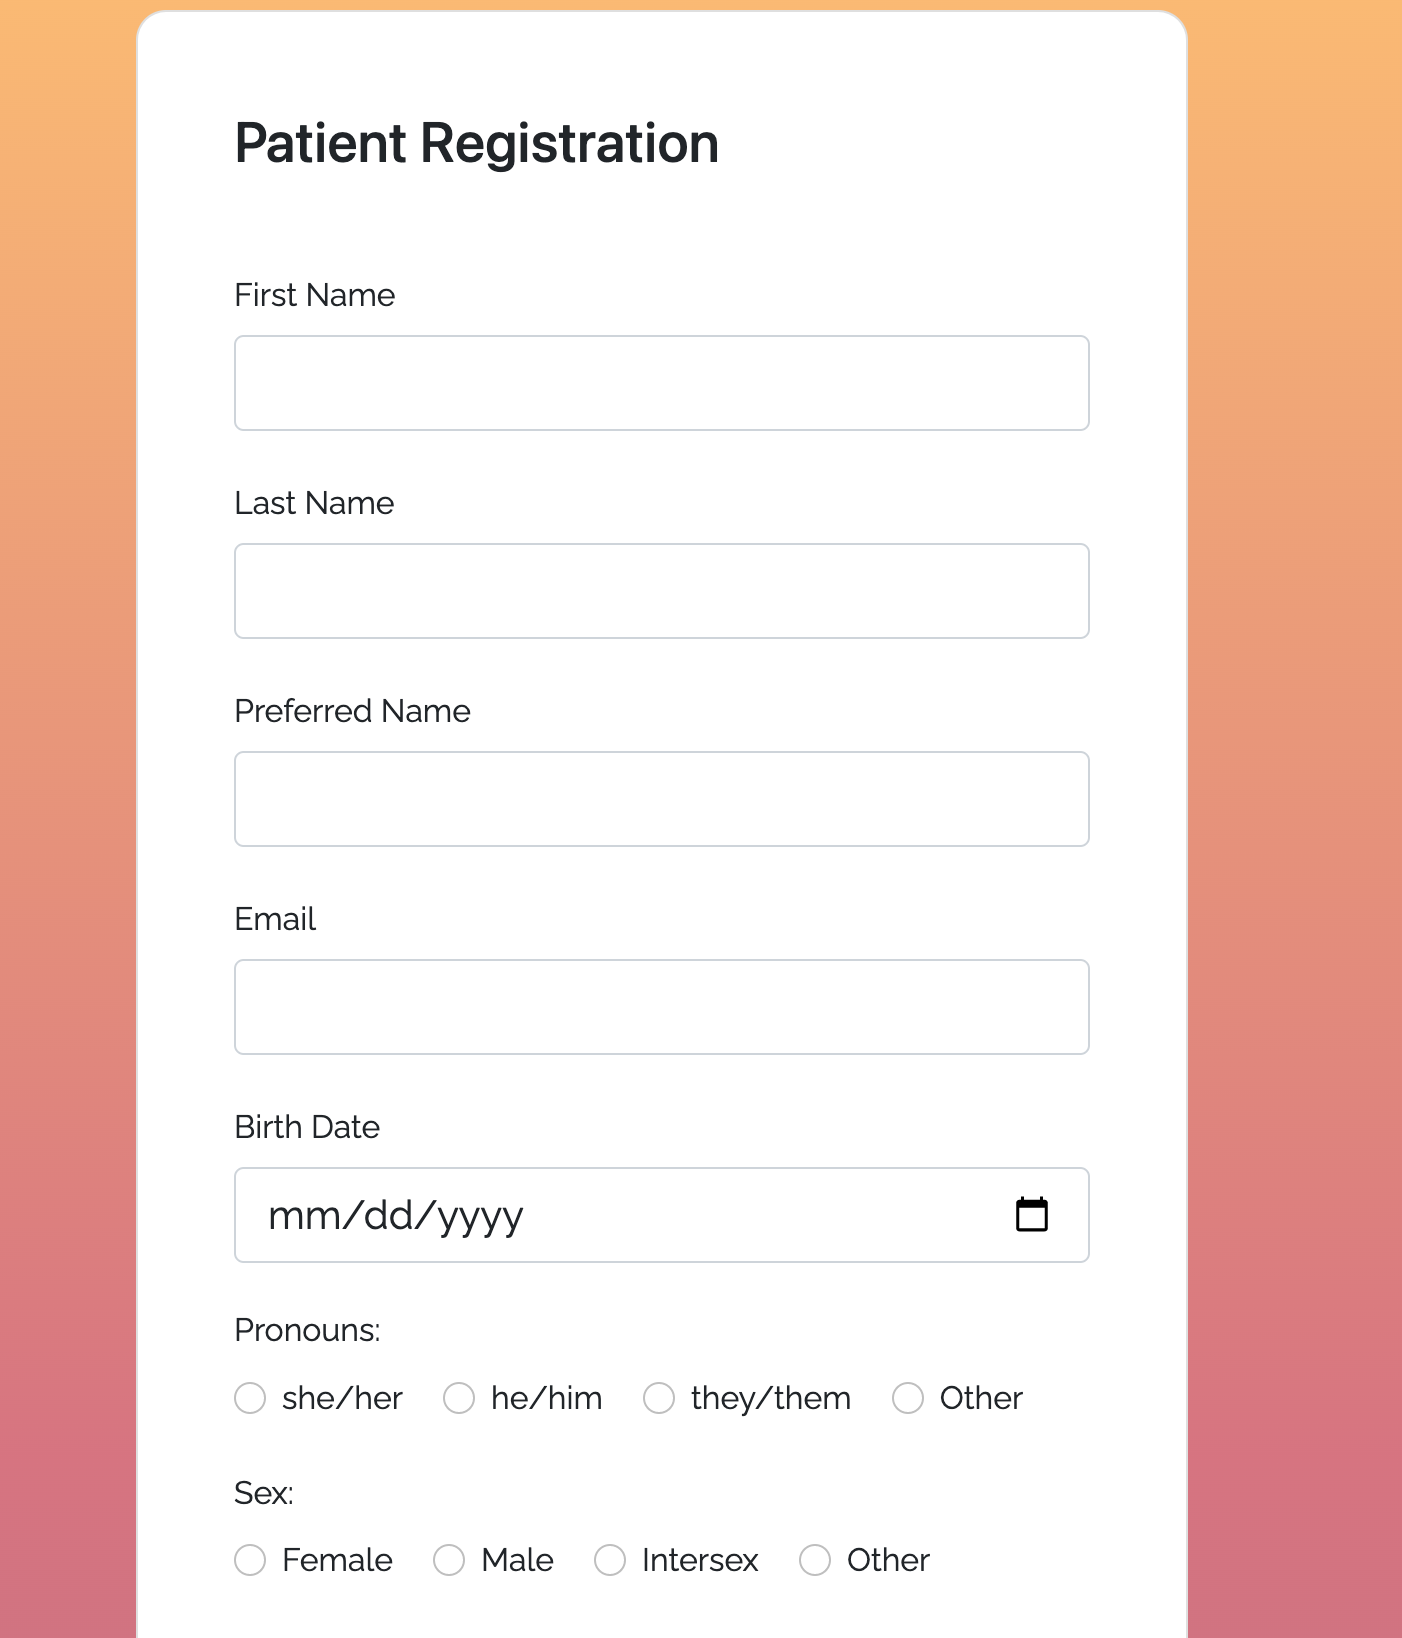 Patient Registration
First Name
Last Name
Preferred Name
Email
Birth Date
mm/dd/yyyy
Pronouns:
she/her he/him they/them Other
Sex:
Female Male Intersex Other